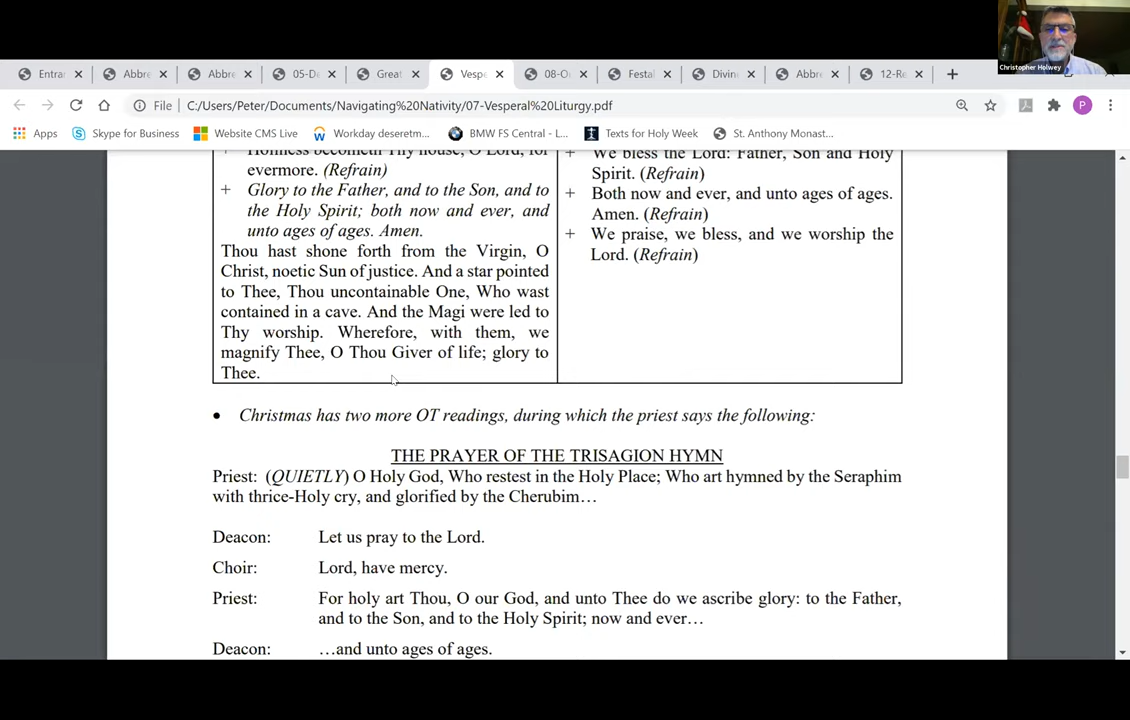 Christopher Holwey
Entrar
Abbre
Abbre
05-De
Great
Vespe
08-O
Festal
Divin
Abbre
12-Re
File
C:/Users/Peter/Documents/Navigating%20Nativity/07-Vesperal%20Liturgy.pdf
P
Apps
Skype for Business
Website CMS Live
Workday deseretm...
BMW FS Central - L...
Texts for Holy Week
St. Anthony Monast...
+ Holiness becometh Thy house, O Lord, for
evermore. (Refrain)
+ Glory to the Father, and to the Son, and to
the Holy Spirit; both now and ever, and
unto ages of ages. Amen.
Thou hast shone forth from the Virgin, O
Christ, noetic Sun of justice. And a star pointed
to Thee, Thou uncontainable One, Who wast
contained in a cave. And the Magi were led to
Thy worship. Wherefore, with them, we
magnify Thee, O Thou Giver of life; glory to
Thee.
+ We bless the Lord: Father, Son and Holy
Spirit. (Refrain)
+ Both now and ever, and unto ages of ages.
Amen. (Refrain)
+ We praise, we bless, and we worship the
Lord. (Refrain)
• Christmas has two more OT readings, during which the priest says the following:
THE PRAYER OF THE TRISAGION HYMN
Priest: (QUIETLY) O Holy God, Who restest in the Holy Place; Who art hymned by the Seraphim
with thrice-Holy cry, and glorified by the Cherubim…
Deacon: Let us pray to the Lord.
Choir: Lord, have mercy.
Priest: For holy art Thou, O our God, and unto Thee do we ascribe glory: to the Father,
and to the Son, and to the Holy Spirit; now and ever…
Deacon: …and unto ages of ages.